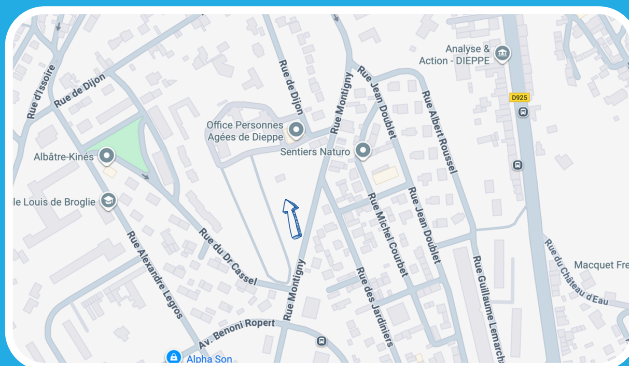 Analyse &
Action - DIEPPE
D925
Rue d'Issoire
Rue de Dijon
Rue de Dijon
Rue Montigny
Rue Jean Doublet
Rue Albert Roussel
Office Personnes
Agées de Dieppe
Sentiers Naturo
Albâtre-Kinés
le Louis de Broglie
Rue du Dr Cassel
Rue Alexandre Legros
Rue Michel Courbet
Rue Jean Doublet
Rue Montigny
Rue des Jardiniers
Rue Guillaume Lemarch
Rue du Château d'Eau
Macquet Fre
Av. Benoni Ropert
Alpha Son